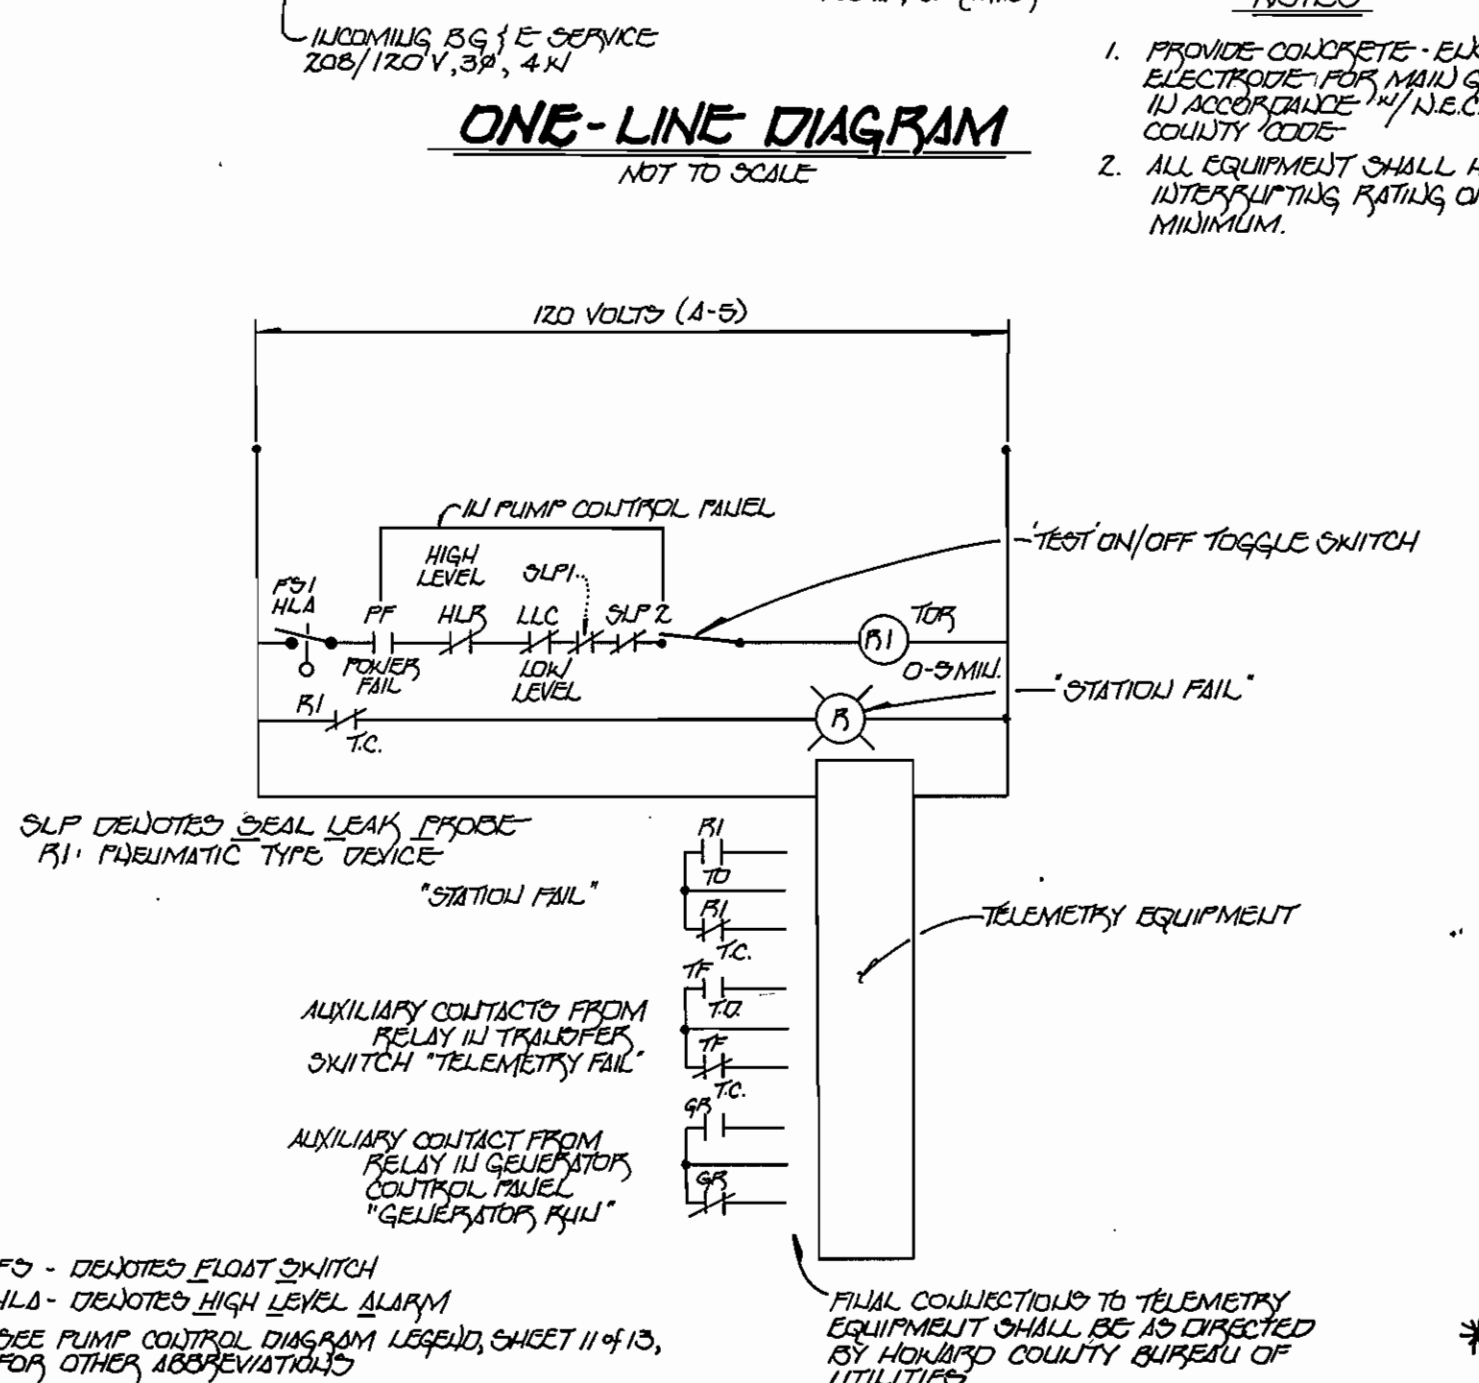 INCOMING BG & E SERVICE
208/120 V, 3Ø, 4W
ONE-LINE DIAGRAM
NOT TO SCALE
NOTES
1. PROVIDE CONCRETE-
ELECTRODE FOR MAIN
IN ACCORDANCE W/ N.E.C.
COUNTY CODE
2. ALL EQUIPMENT SHALL
INTERRUPTING RATING
MINIMUM.
120 VOLTS (A-5)
IN PUMP CONTROL PANEL
'TEST' ON/OFF TOGGLE SWITCH
HIGH
LEVEL
SLP1
FS1
HLA
PF
HLR
LLC
SLP2
R1
TOR
POWER
FAIL
LOW
LEVEL
0-5 MIN.
"STATION FAIL"
R1
T.C.
R
SLP DENOTES SEAL LEAK PROBE
R1: PNEUMATIC TYPE DEVICE
"STATION FAIL"
R1
TO
R1
T.C.
TELEMETRY EQUIPMENT
AUXILIARY CONTACTS FROM
RELAY IN TRANSFER
SWITCH "TELEMETRY FAIL"
TF
T.O.
TF
T.C.
AUXILIARY CONTACT FROM
RELAY IN GENERATOR
CONTROL PANEL
"GENERATOR RUN"
GR
GR
FS - DENOTES FLOAT SWITCH
HLA - DENOTES HIGH LEVEL ALARM
SEE PUMP CONTROL DIAGRAM LEGEND, SHEET 11 of 13,
FOR OTHER ABBREVIATIONS
FINAL CONNECTIONS TO TELEMETRY
EQUIPMENT SHALL BE AS DIRECTED
BY HOWARD COUNTY BUREAU OF
UTILITIES